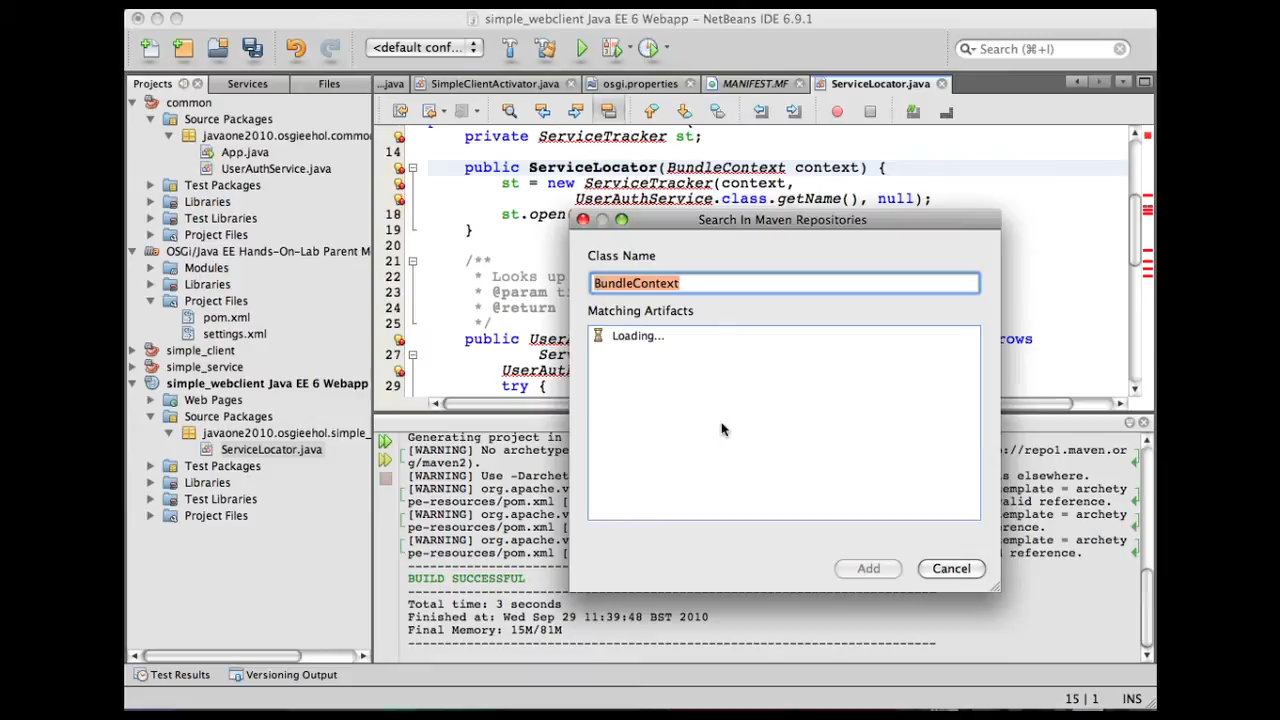 simple_webclient Java EE 6 Webapp - NetBeans IDE 6.9.1
<default conf...
Search (⌘+I)
Projects
Services
Files
...java
SimpleClientActivator.java
osgi.properties
MANIFEST.MF
ServiceLocator.java
common
Source Packages
javaone2010.osgieehol.common
App.java
UserAuthService.java
Test Packages
Libraries
Test Libraries
Project Files
OSGi/Java EE Hands-On-Lab Parent M
Modules
Libraries
Project Files
pom.xml
settings.xml
simple_client
simple_service
simple_webclient Java EE 6 Webapp
Web Pages
Source Packages
javaone2010.osgieehol.simple_
ServiceLocator.java
Test Packages
Libraries
Test Libraries
Project Files
private ServiceTracker st;
14
public ServiceLocator(BundleContext context) {
st = new ServiceTracker(context,
UserAuthService.class.getName(), null);
18 st.open(
19 }
20
21 /**
22 * Looks up
23 * @param t
24 * @return
25 */
public User rows
27 Ser
UserAuth
29 try {
Search In Maven Repositories
Class Name
BundleContext
Matching Artifacts
Loading...
Add
Cancel
Generating project in
[WARNING] No archetype ://repo1.maven.or
g/maven2).
[WARNING] Use -Darchet s elsewhere.
[WARNING] org.apache.v template = archety
pe-resources/pom.xml [ valid reference.
[WARNING] org.apache.v template = archety
pe-resources/pom.xml [ erence.
[WARNING] org.apache.v template = archety
pe-resources/pom.xml [ d reference.
BUILD SUCCESSFUL
Total time: 3 seconds
Finished at: Wed Sep 29 11:39:48 BST 2010
Final Memory: 15M/81M
Test Results
Versioning Output
15 | 1
INS